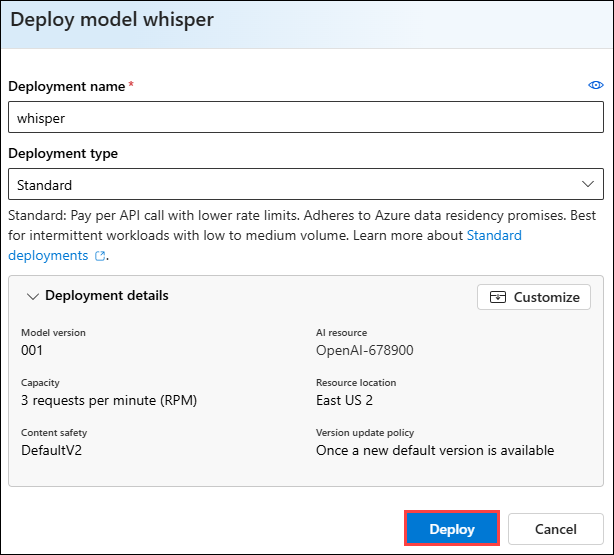 Deploy model whisper
Deployment name *
whisper
Deployment type
Standard
Standard: Pay per API call with lower rate limits. Adheres to Azure data residency promises. Best
for intermittent workloads with low to medium volume. Learn more about Standard
deployments.
Deployment details
Customize
Model version
001
AI resource
OpenAI-678900
Capacity
3 requests per minute (RPM)
Resource location
East US 2
Content safety
DefaultV2
Version update policy
Once a new default version is available
Deploy
Cancel